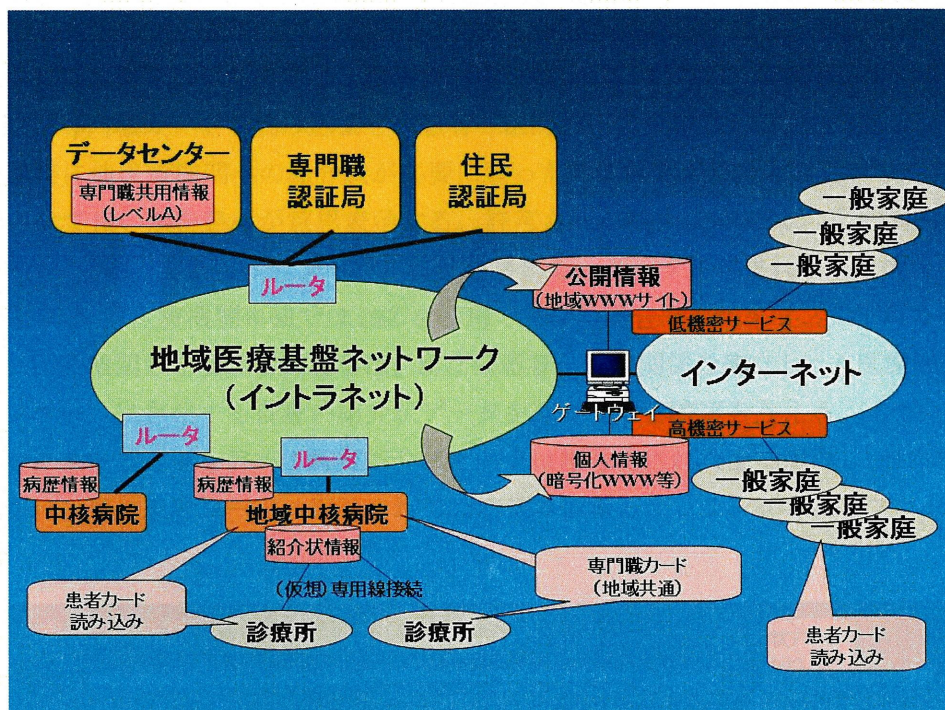 データセンター
専門職共用情報
(レベルA)
専門職
認証局
住民
認証局
一般家庭
一般家庭
一般家庭
ルータ
公開情報
(地域WWWサイト)
低機密サービス
地域医療基盤ネットワーク
(イントラネット)
インターネット
ゲートウェイ
高機密サービス
ルータ
ルータ
個人情報
(暗号化WWW等)
病歴情報
病歴情報
中核病院
地域中核病院
一般家庭
一般家庭
一般家庭
紹介状情報
専門職カード
(地域共通)
(仮想)専用線接続
患者カード
読み込み
診療所
診療所
患者カード
読み込み